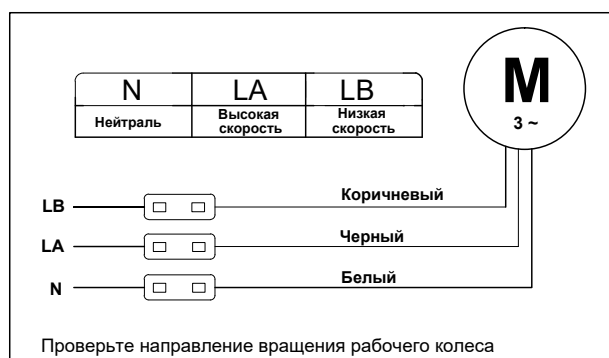 N LA LB
Нейтраль Высокая скорость Низкая скорость
M
3 ~
LB Коричневый
LA Черный
N Белый
Проверьте направление вращения рабочего колеса